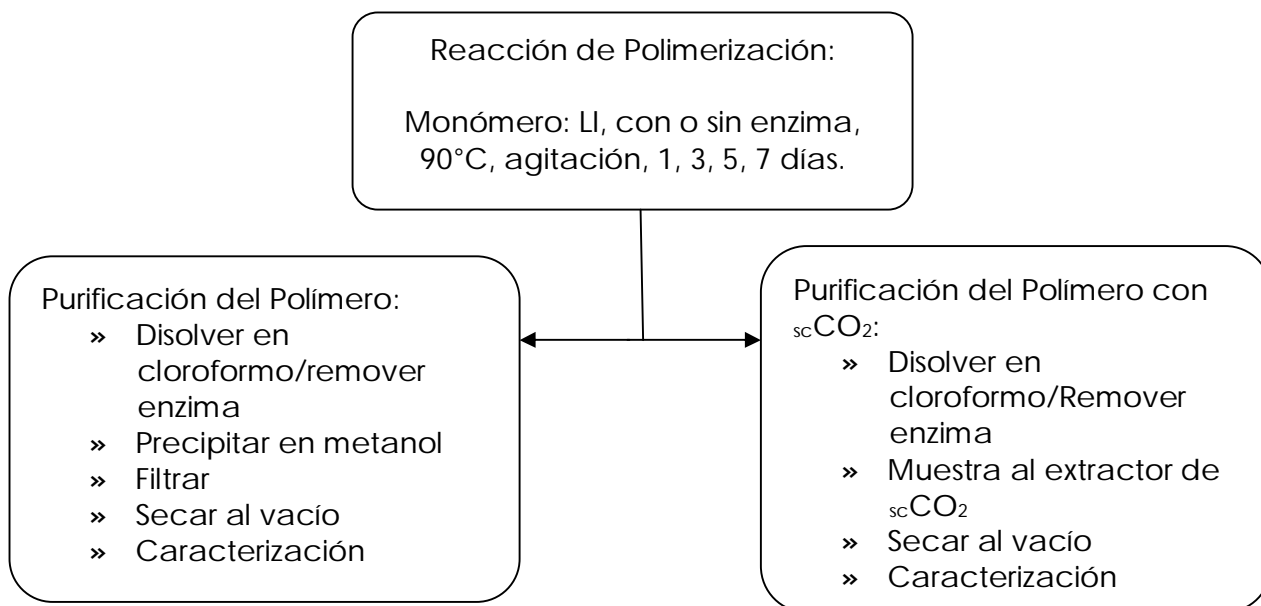 Reacción de Polimerización:
Monómero: LI, con o sin enzima,
90°C, agitación, 1, 3, 5, 7 días.
Purificación del Polímero:
» Disolver en
cloroformo/remover
enzima
» Precipitar en metanol
» Filtrar
» Secar al vacío
» Caracterización
Purificación del Polímero con
scCO2:
» Disolver en
cloroformo/Remover
enzima
» Muestra al extractor de
scCO2
» Secar al vacío
» Caracterización